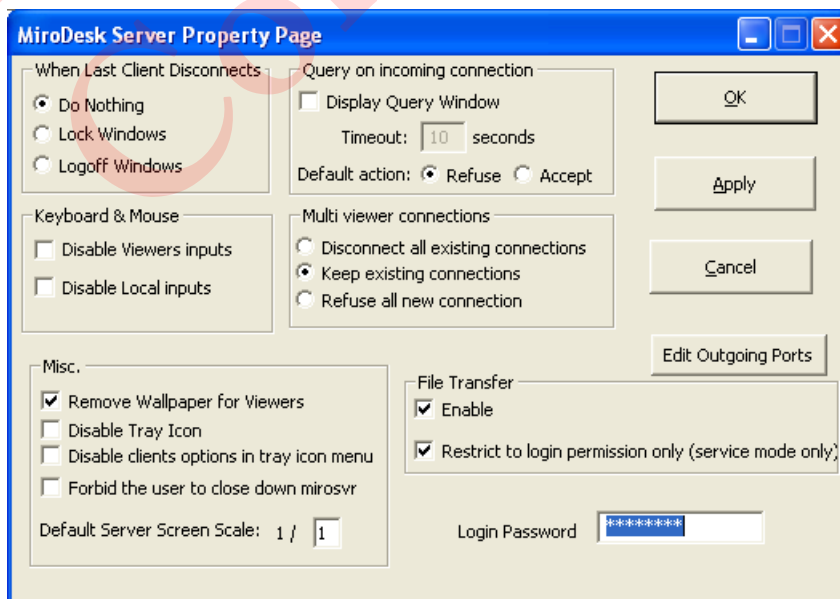 MiroDesk Server Property Page
When Last Client Disconnects
Do Nothing
Lock Windows
Logoff Windows
Query on incoming connection
Display Query Window
Timeout: 10 seconds
Default action: Refuse Accept
OK
Apply
Cancel
Keyboard & Mouse
Disable Viewers inputs
Disable Local inputs
Multi viewer connections
Disconnect all existing connections
Keep existing connections
Refuse all new connection
Edit Outgoing Ports
Misc.
Remove Wallpaper for Viewers
Disable Tray Icon
Disable clients options in tray icon menu
Forbid the user to close down mirosvr
Default Server Screen Scale: 1 / 1
File Transfer
Enable
Restrict to login permission only (service mode only)
Login Password ********